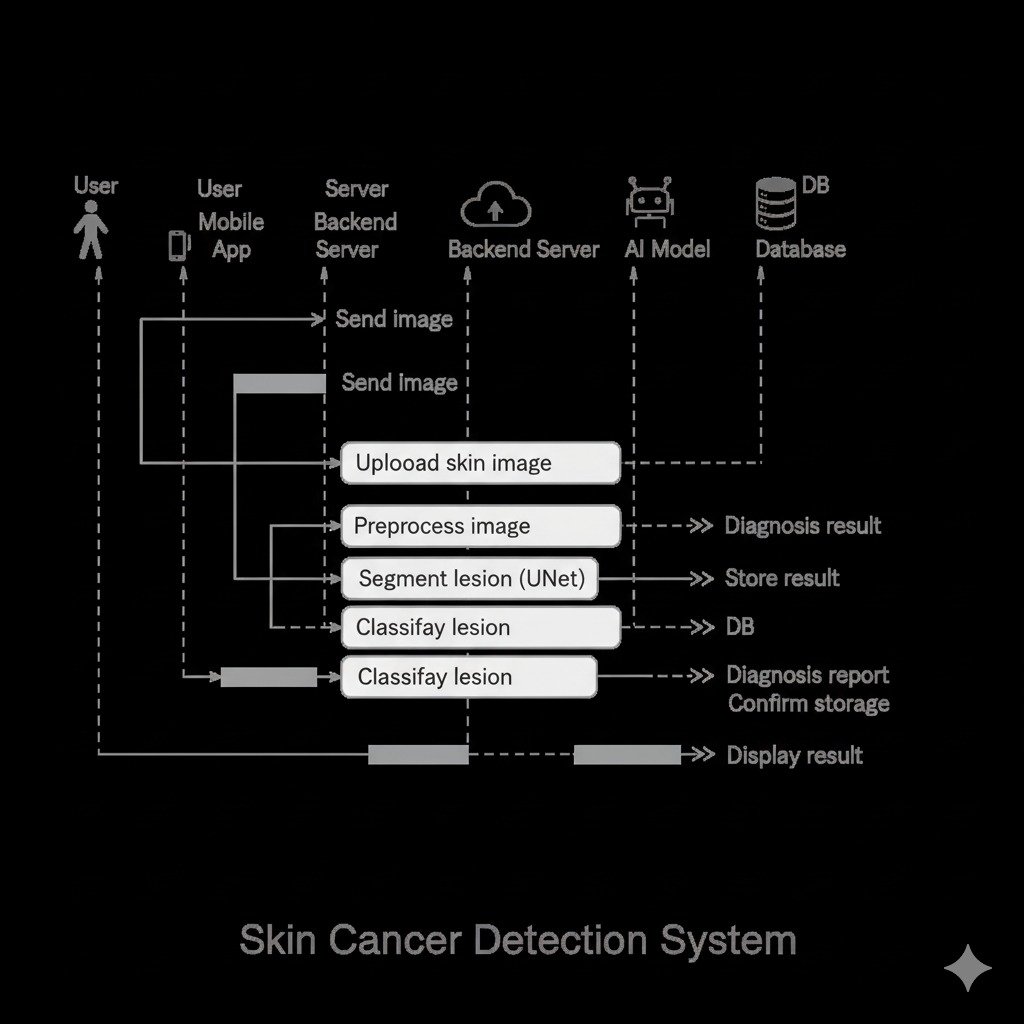 User
User
Mobile
App
Server
Backend
Server
Backend Server
AI Model
DB
Database
Send image
Send image
Uplooad skin image
Preprocess image
Diagnosis result
Segment lesion (UNet)
Store result
Classifay lesion
DB
Classifay lesion
Diagnosis report
Confirm storage
Display result
Skin Cancer Detection System